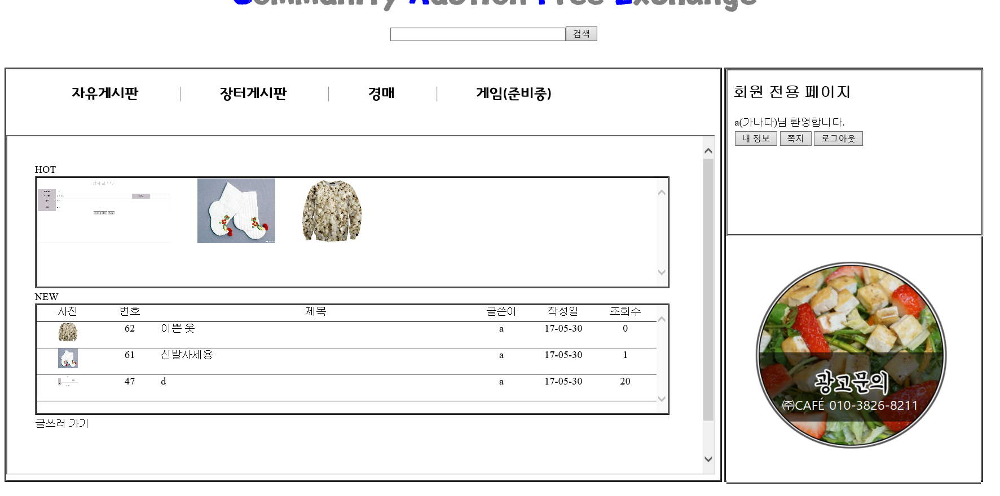 Community Auction Free Exchange
검색
자유게시판
장터게시판
경매
게임(준비중)
회원 전용 페이지
a(가나다)님 환영합니다.
내 정보 쪽지 로그아웃
HOT
NEW
사진 번호 제목 글쓴이 작성일 조회수
62 이쁜 옷 a 17-05-30 0
61 신발사세용 a 17-05-30 1
47 d a 17-05-30 20
글쓰러 가기
광고문의
㈜CAFÉ 010-3826-8211